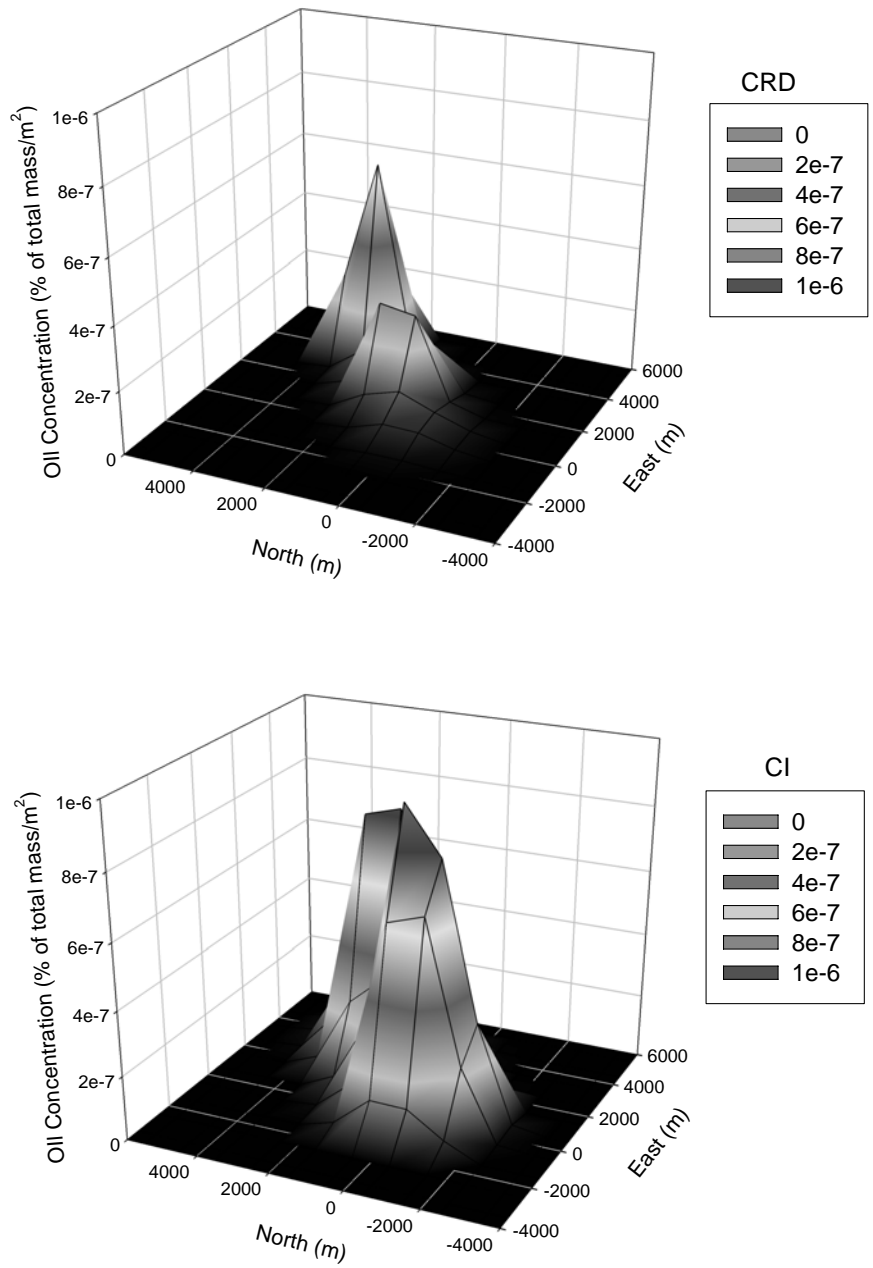 CRD
0
2e-7
4e-7
6e-7
8e-7
1e-6
OIl Concentration (% of total mass/m²)
1e-6
8e-7
6e-7
4e-7
2e-7
0
4000
2000
0
-2000
-4000
North (m)
6000
4000
2000
0
-2000
-4000
East (m)
CI
0
2e-7
4e-7
6e-7
8e-7
1e-6
OIl Concentration (% of total mass/m²)
1e-6
8e-7
6e-7
4e-7
2e-7
0
4000
2000
0
-2000
-4000
North (m)
6000
4000
2000
0
-2000
-4000
East (m)